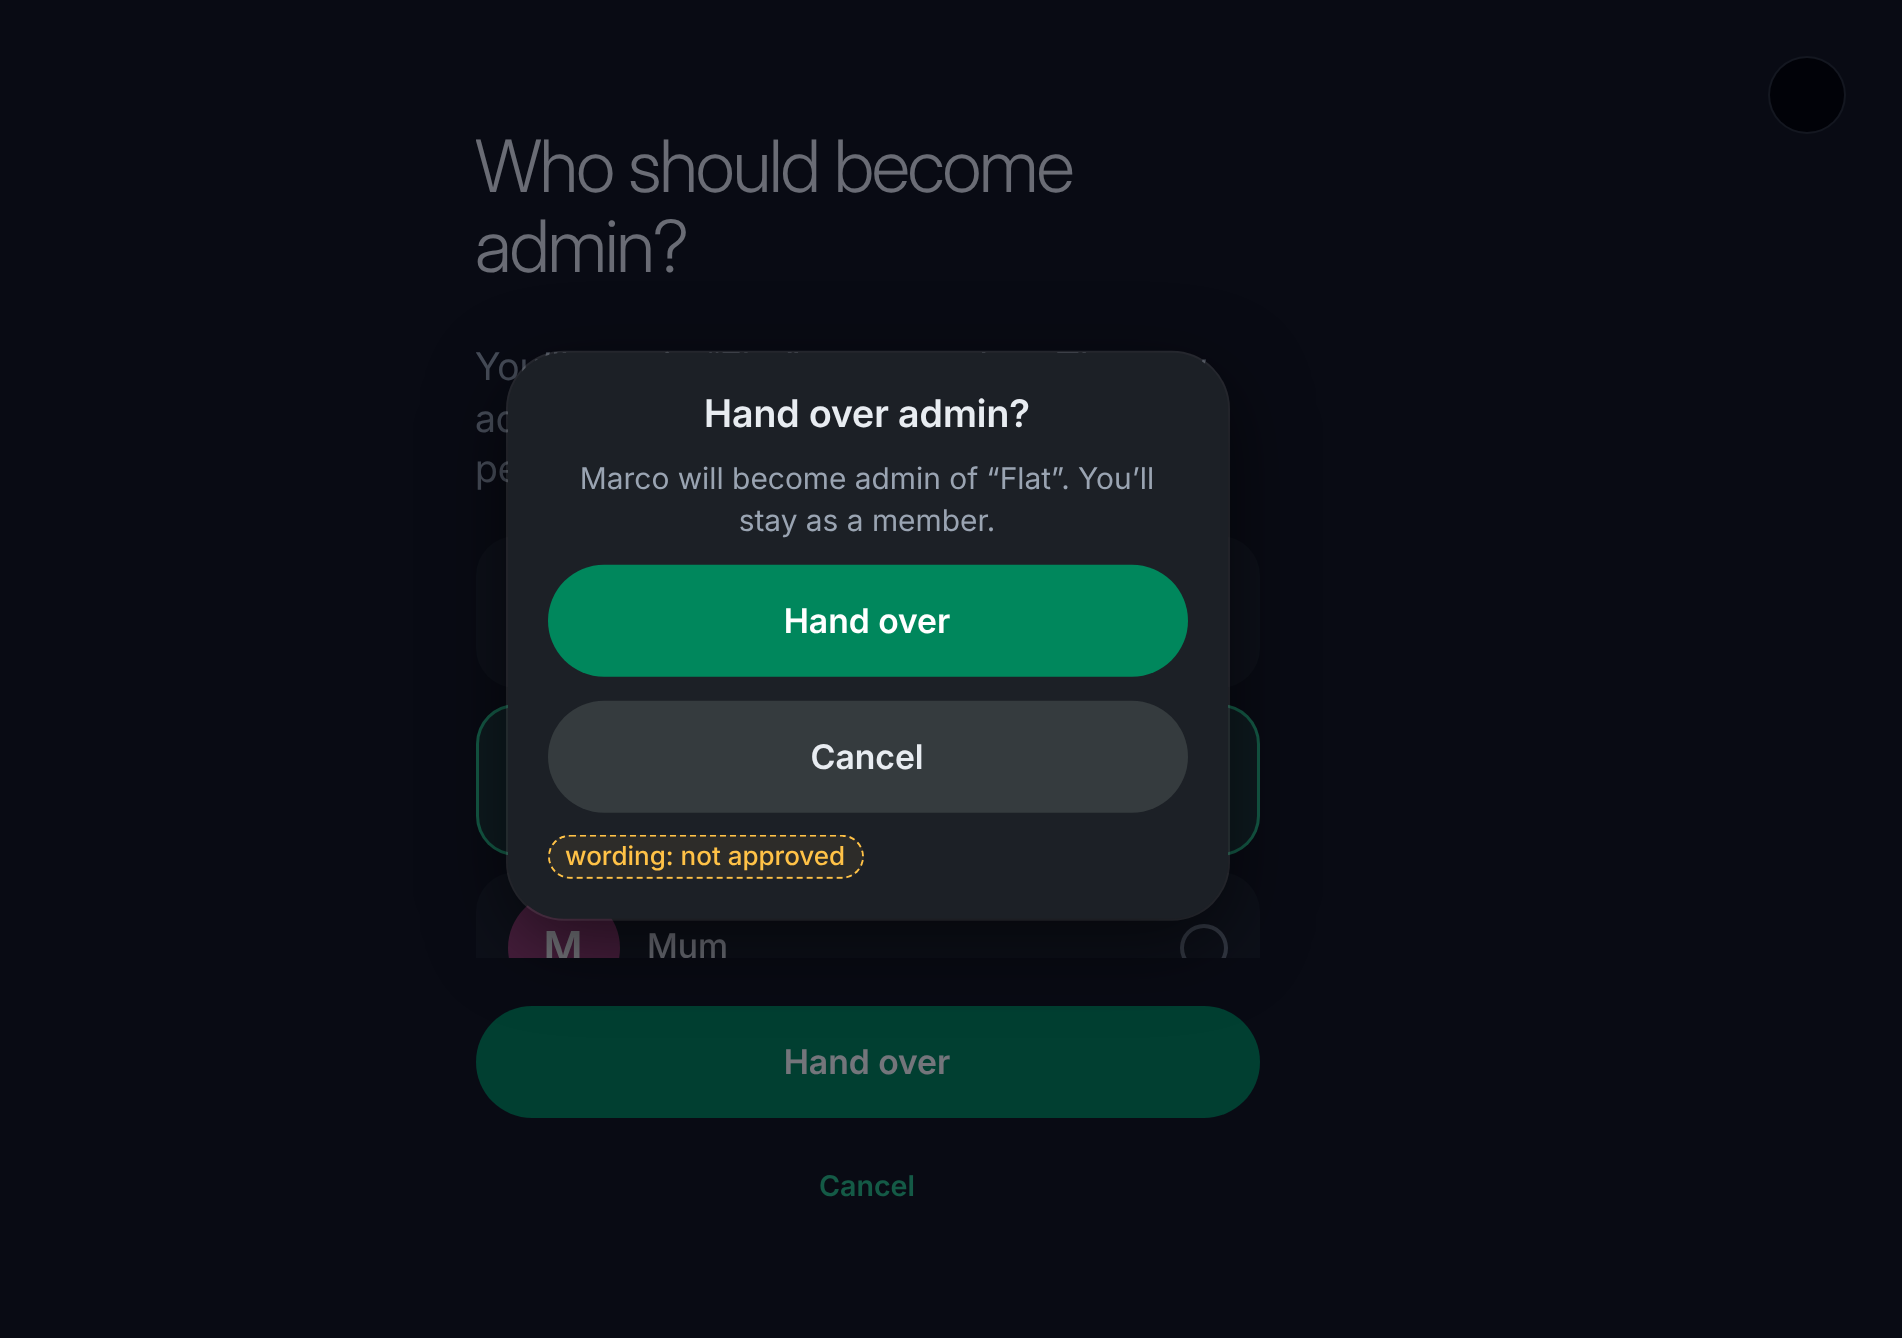 Who should become
admin?
Hand over admin?
Marco will become admin of “Flat”. You’ll
stay as a member.
Hand over
Cancel
wording: not approved
M
Mum
Hand over
Cancel